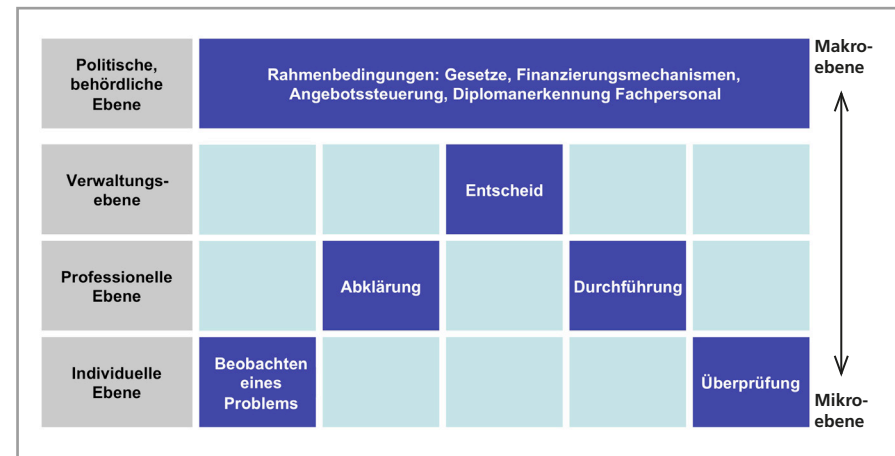 Politische,
behördliche
Ebene
Rahmenbedingungen: Gesetze, Finanzierungsmechanismen,
Angebotssteuerung, Diplomanerkennung Fachpersonal
Makro-
ebene
Verwaltungs-
ebene
Entscheid
Professionelle
Ebene
Abklärung
Durchführung
Individuelle
Ebene
Beobachten
eines
Problems
Überprüfung
Mikro-
ebene